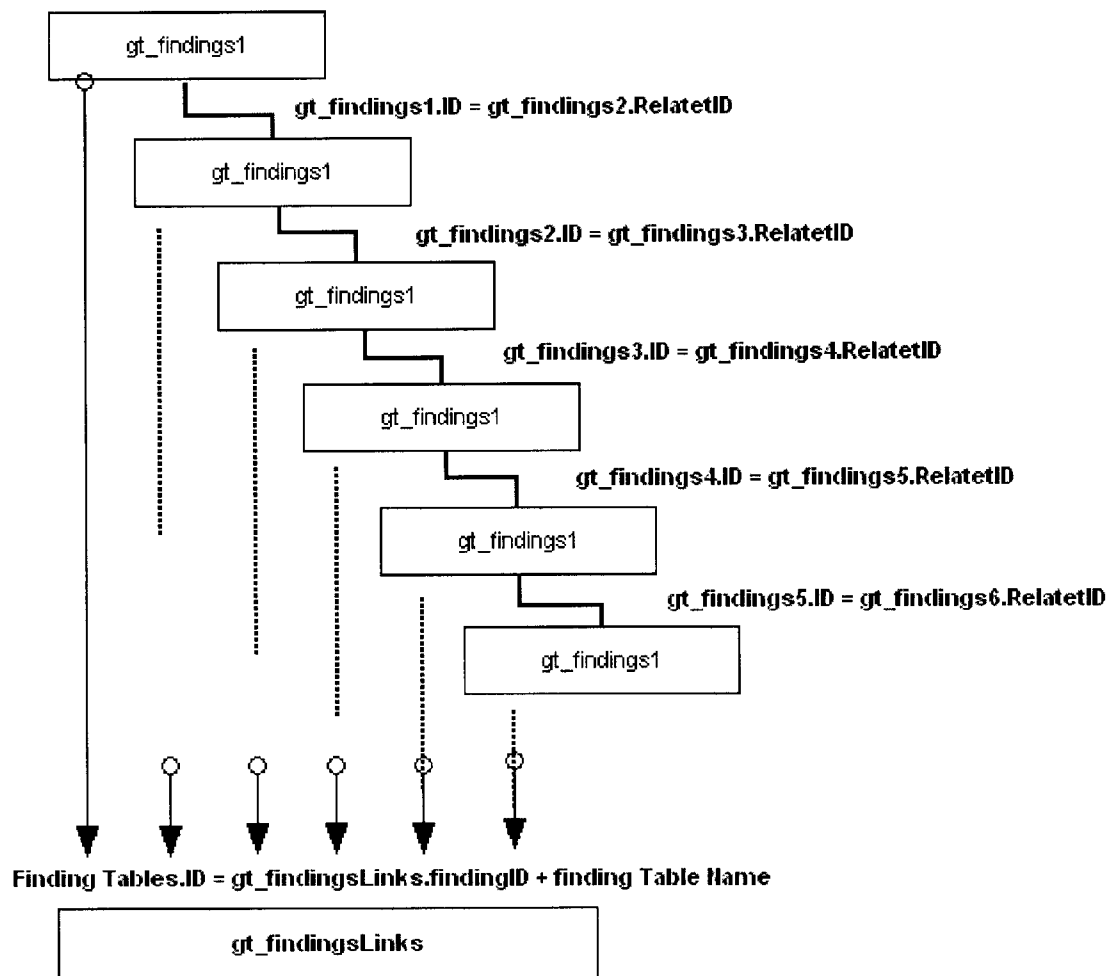 gt_findings1
gt_findings1.ID = gt_findings2.RelatetID
gt_findings1
gt_findings2.ID = gt_findings3.RelatetID
gt_findings1
gt_findings3.ID = gt_findings4.RelatetID
gt_findings1
gt_findings4.ID = gt_findings5.RelatetID
gt_findings1
gt_findings5.ID = gt_findings6.RelatetID
gt_findings1
Finding Tables.ID = gt_findingsLinks.findingID + finding Table Name
gt_findingsLinks